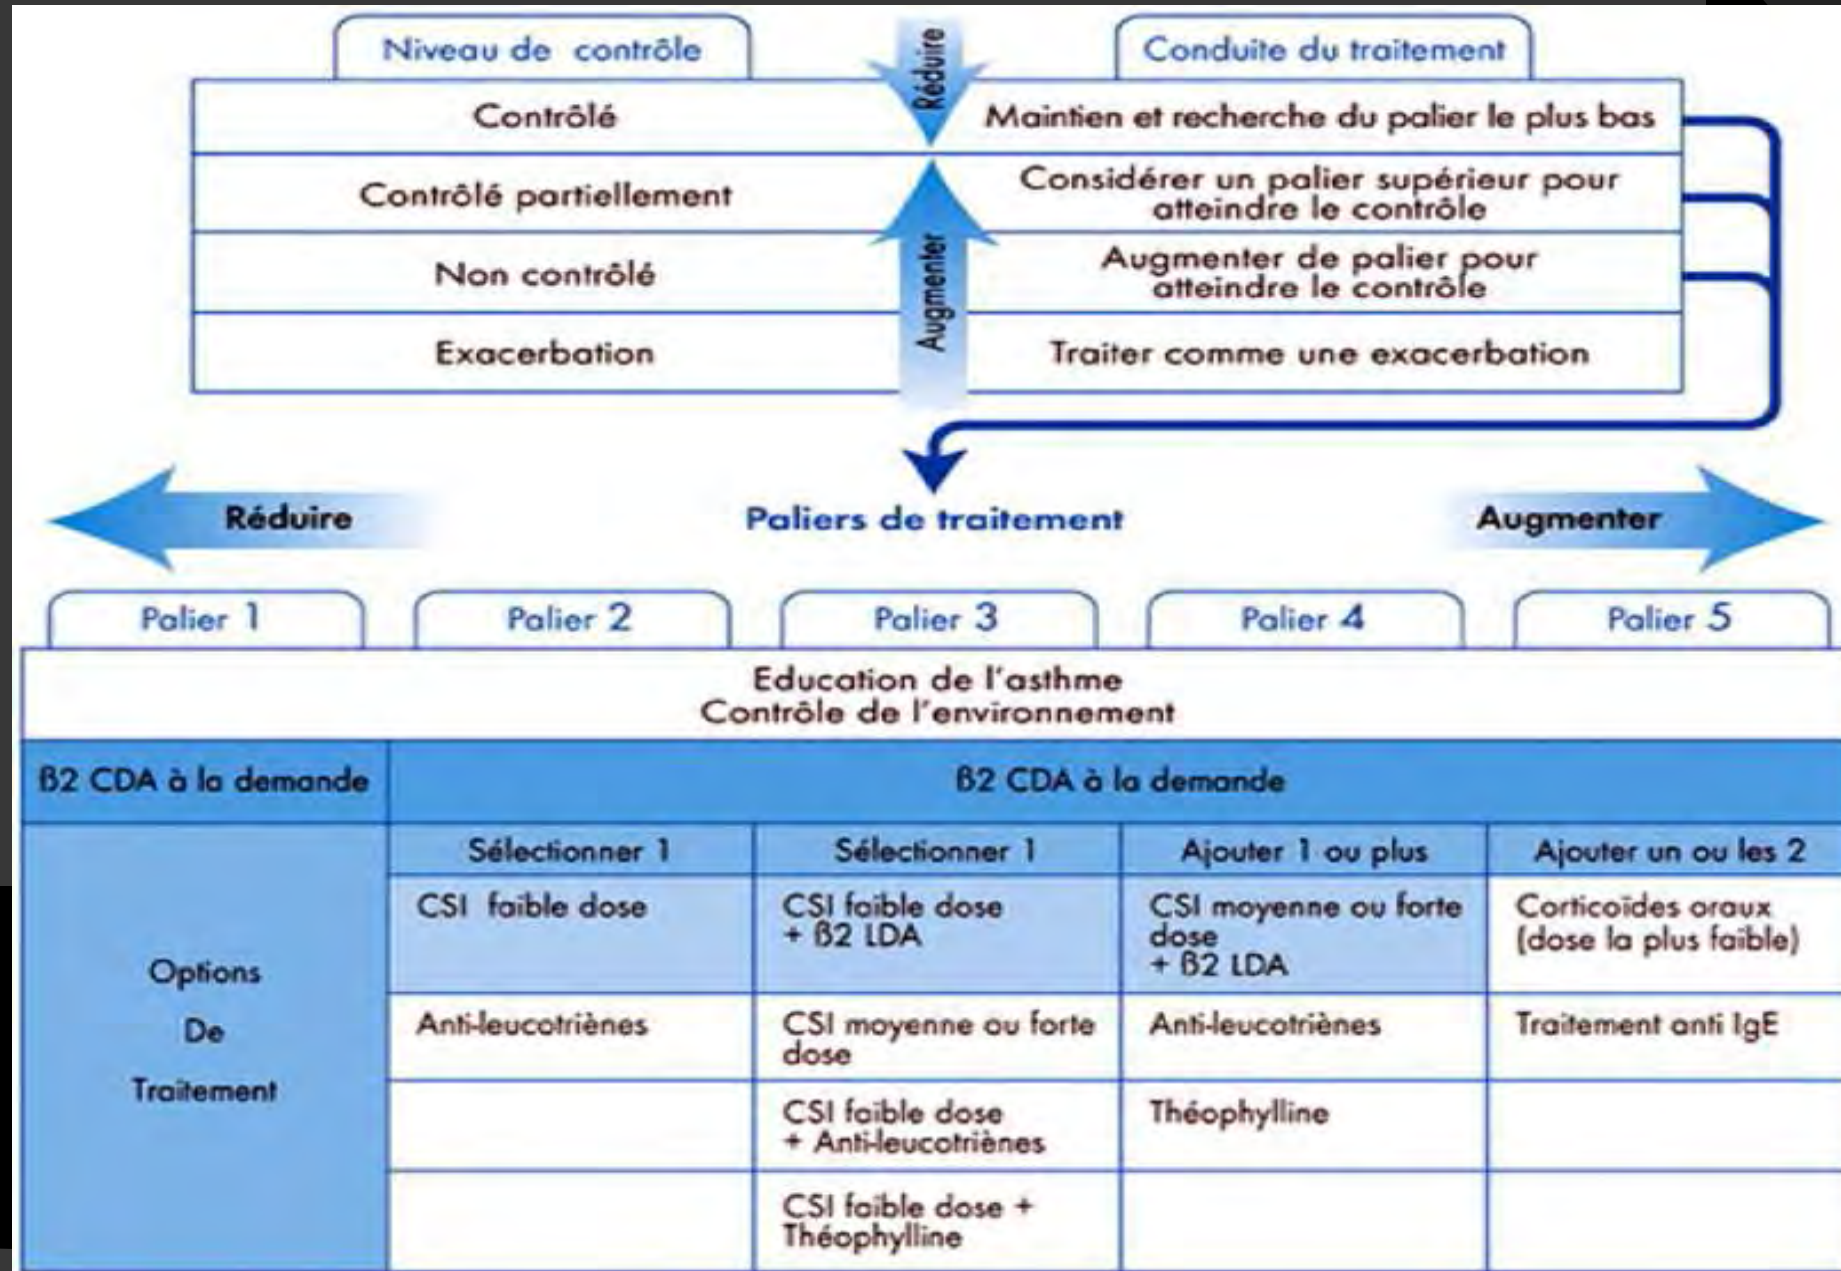 Niveau de contrôle
Réduire
Conduite du traitement
Contrôlé
Maintien et recherche du palier le plus bas
Contrôlé partiellement
Considérer un palier supérieur pour
atteindre le contrôle
Augmenter
Non contrôlé
Augmenter de palier pour
atteindre le contrôle
Exacerbation
Traiter comme une exacerbation
Réduire
Paliers de traitement
Augmenter
Palier 1
Palier 2
Palier 3
Palier 4
Palier 5
Education de l'asthme
Contrôle de l'environnement
ß2 CDA à la demande
ß2 CDA à la demande
Options
De
Traitement
Sélectionner 1
Sélectionner 1
Ajouter 1 ou plus
Ajouter un ou les 2
CSI faible dose
CSI faible dose
+ ß2 LDA
CSI moyenne ou forte
dose
+ ß2 LDA
Corticoïdes oraux
(dose la plus faible)
Anti-leucotriènes
CSI moyenne ou forte
dose
Anti-leucotriènes
Traitement anti IgE
CSI faible dose
+ Anti-leucotriènes
Théophylline
CSI faible dose +
Théophylline